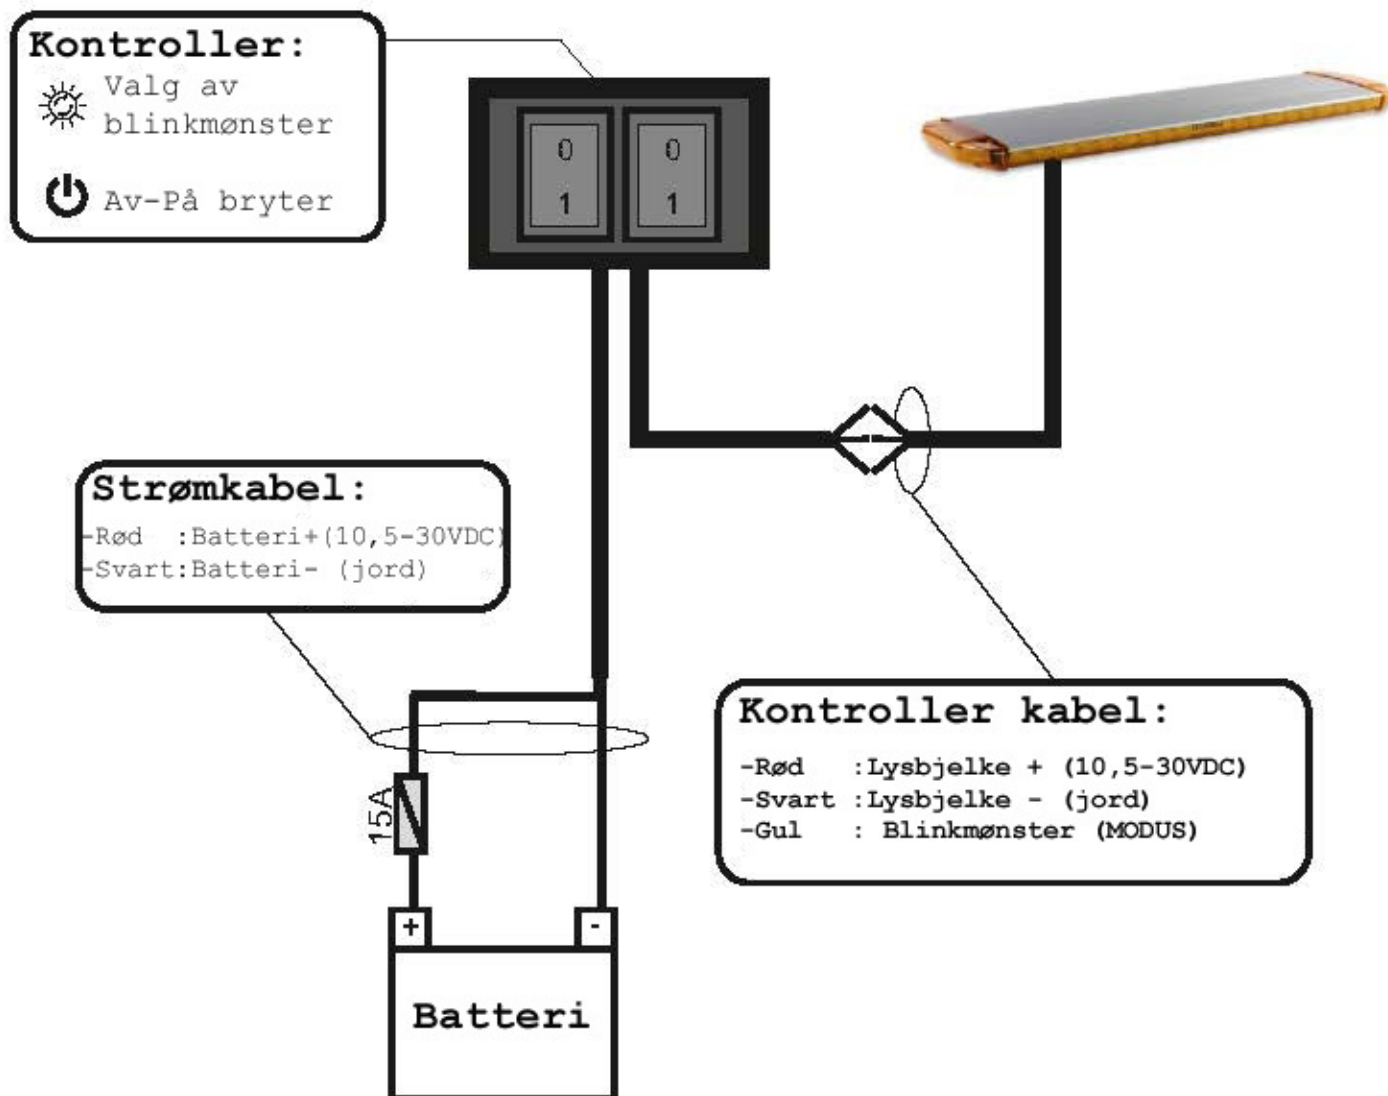 Kontroller:
Valg av
blinkmønster
Av-På bryter
0 0
1 1
Strømkabel:
-Rød :Batteri+(10,5-30VDC)
-Svart:Batteri- (jord)
Kontroller kabel:
-Rød :Lysbjelke + (10,5-30VDC)
-Svart :Lysbjelke - (jord)
-Gul : Blinkmønster (MODUS)
15A
+ -
Batteri